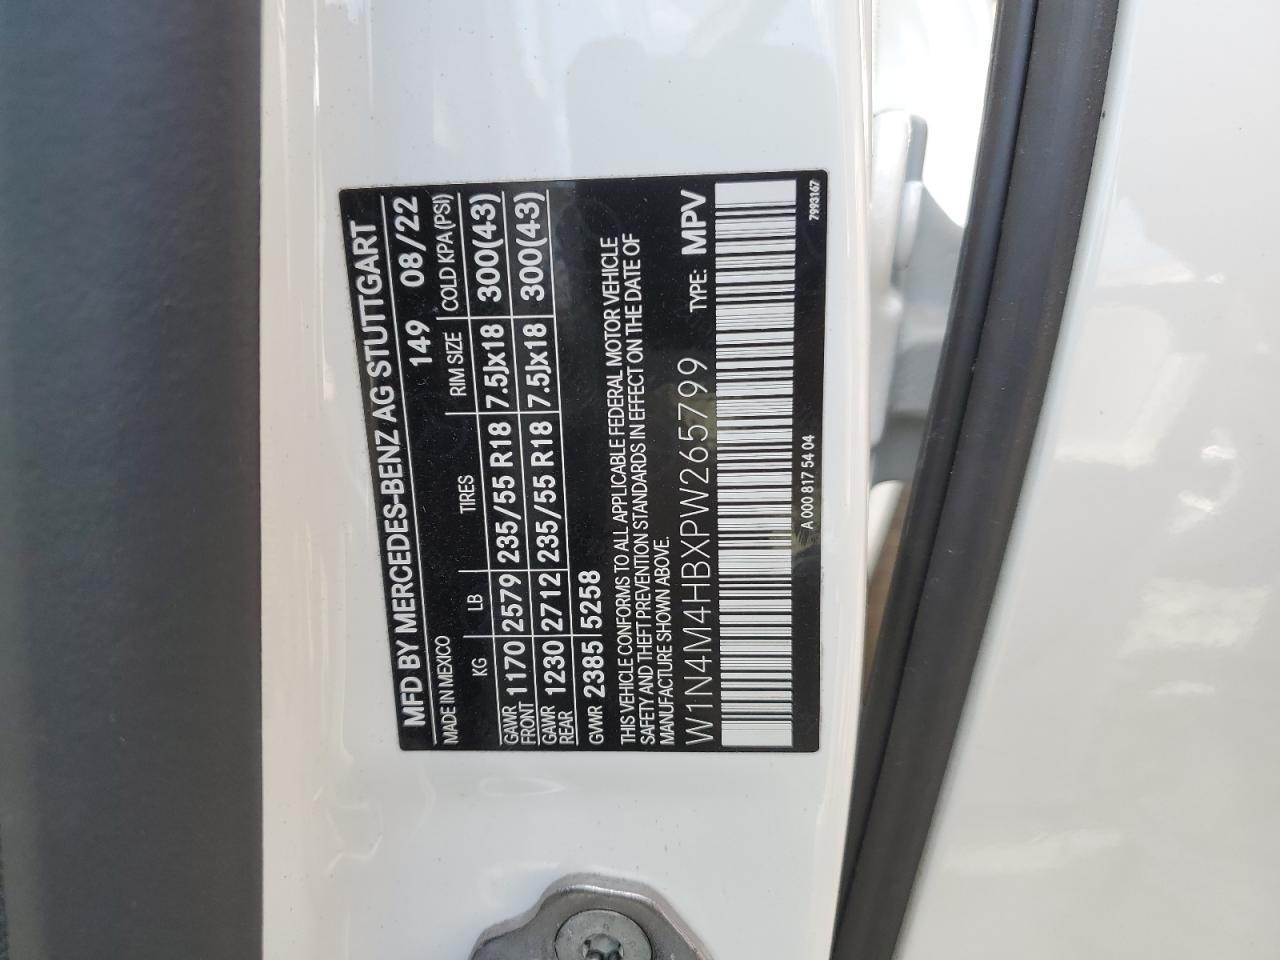 MFD BY MERCEDES-BENZ AG STUTTGART
MADE IN MEXICO 149 08/22
KG LB TIRES RIM SIZE COLD KPA(PSI)
GAWR FRONT 1170 2579 235/55 R18 7.5Jx18 300(43)
GAWR REAR 1230 2712 235/55 R18 7.5Jx18 300(43)
GVWR 2385 5258
THIS VEHICLE CONFORMS TO ALL APPLICABLE FEDERAL MOTOR VEHICLE
SAFETY AND THEFT PREVENTION STANDARDS IN EFFECT ON THE DATE OF
MANUFACTURE SHOWN ABOVE.
W1N4M4HBXPW265799 TYPE: MPV
A 000 817 54 04 7993167